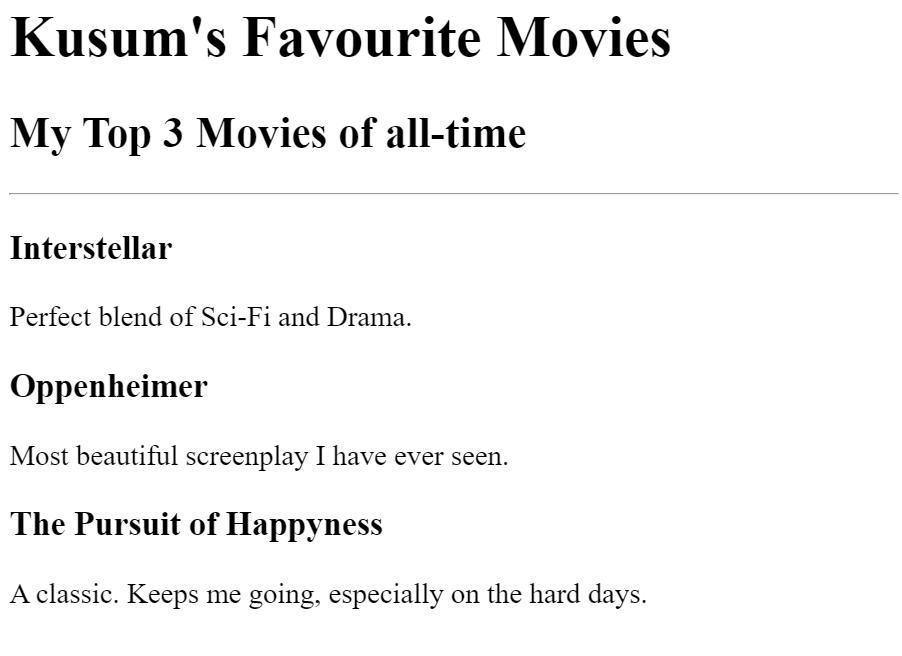 Kusum's Favourite Movies
My Top 3 Movies of all-time
Interstellar
Perfect blend of Sci-Fi and Drama.
Oppenheimer
Most beautiful screenplay I have ever seen.
The Pursuit of Happyness
A classic. Keeps me going, especially on the hard days.